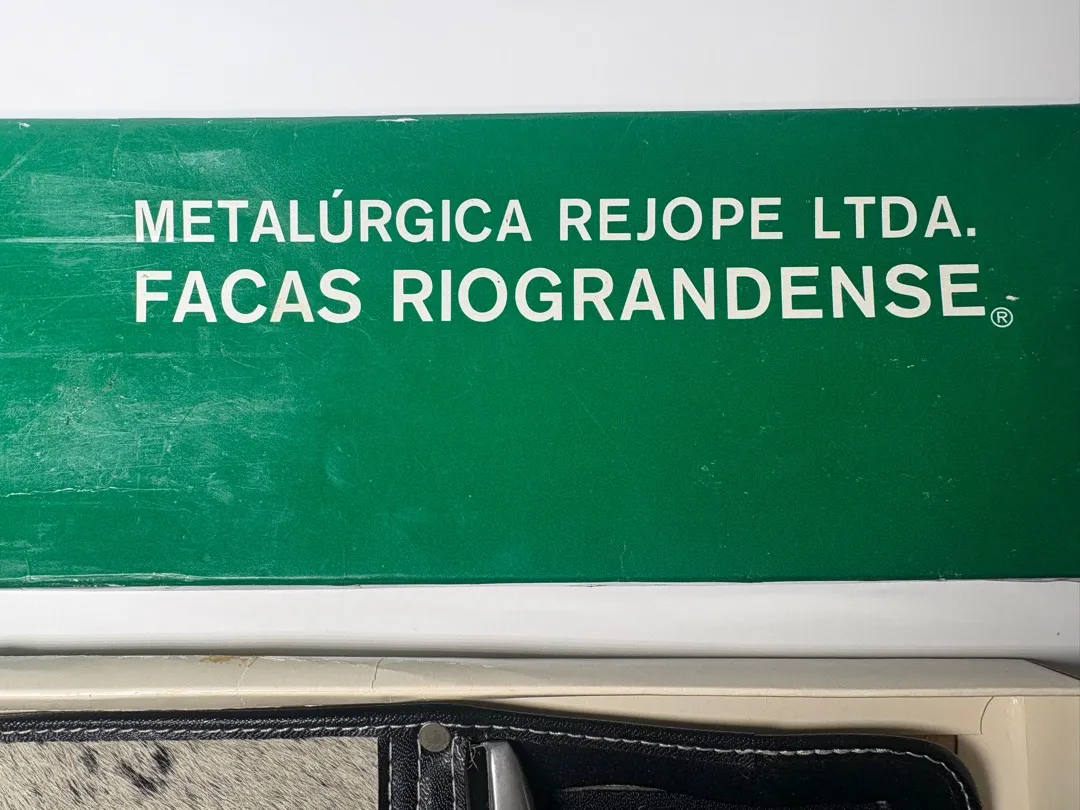 METALÚRGICA REJOPE LTDA.
FACAS RIOGRANDENSE®